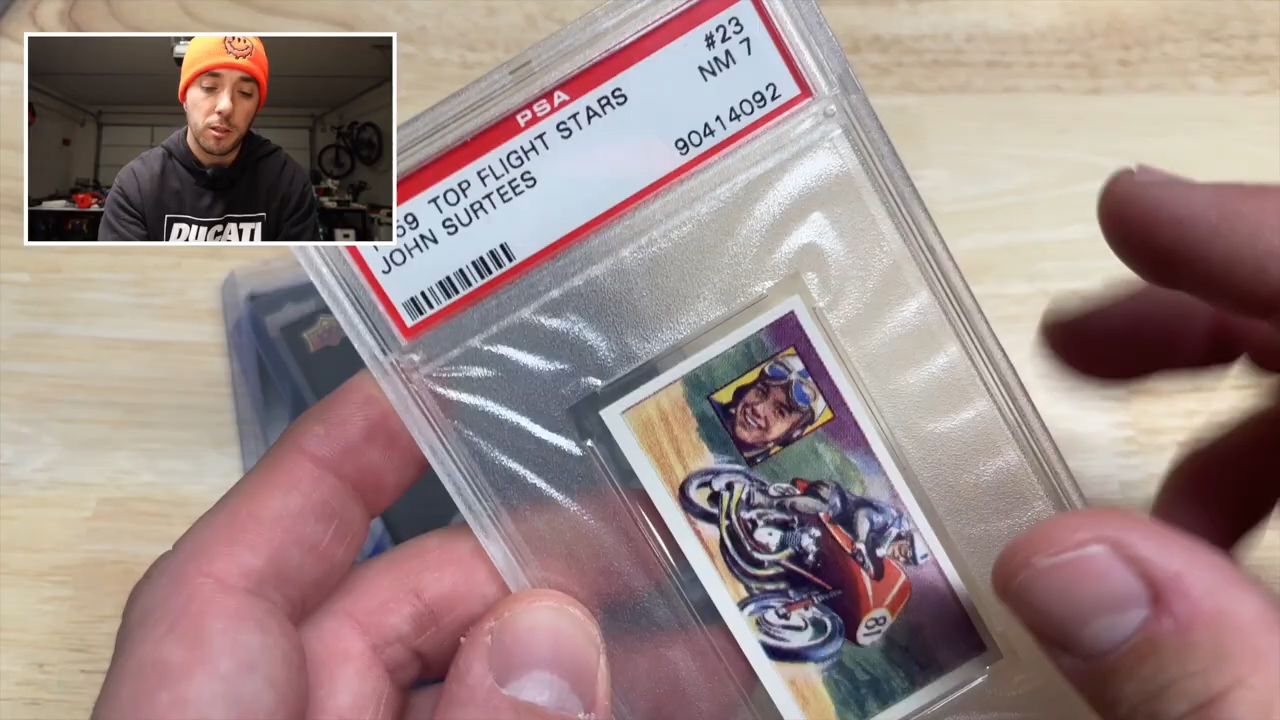 DUCATI
PSA
59 TOP FLIGHT STARS
#23
JOHN SURTEES
NM 7
90414092
81